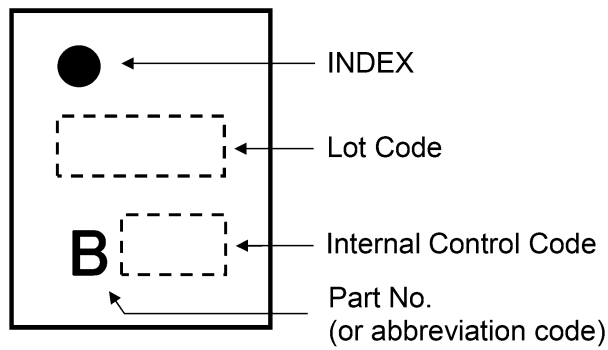 INDEX
Lot Code
B
Internal Control Code
Part No.
(or abbreviation code)